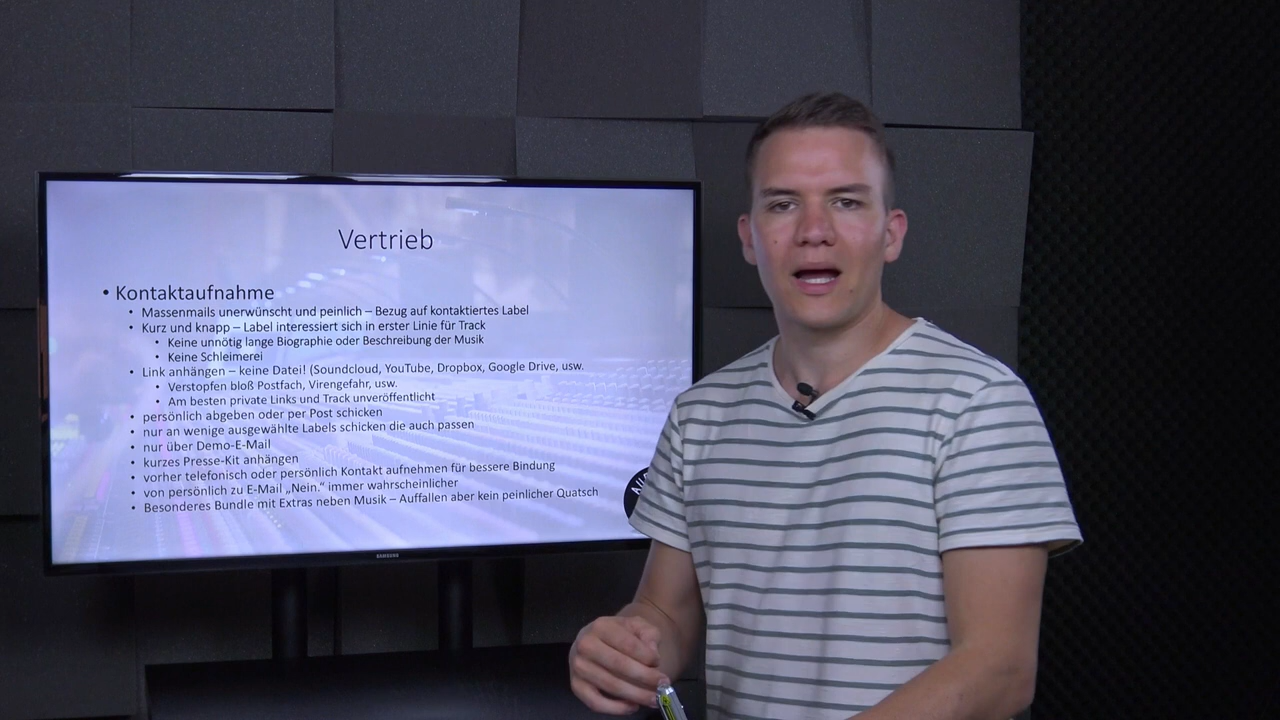 Vertrieb
• Kontaktaufnahme
• Massenmails unerwünscht und peinlich – Bezug auf kontaktiertes Label
• Kurz und knapp – Label interessiert sich in erster Linie für Track
• Keine unnötig lange Biographie oder Beschreibung der Musik
• Keine Schleimerei
• Link anhängen – keine Datei! (Soundcloud, YouTube, Dropbox, Google Drive, usw.
• Verstopfen bloß Postfach, Virengefahr, usw.
• Am besten private Links und Track unveröffentlicht
• persönlich abgeben oder per Post schicken
• nur an wenige ausgewählte Labels schicken die auch passen
• nur über Demo-E-Mail
• kurzes Presse-Kit anhängen
• vorher telefonisch oder persönlich Kontakt aufnehmen für bessere Bindung
• von persönlich zu E-Mail „Nein.“ immer wahrscheinlicher
• Besonderes Bundle mit Extras neben Musik – Auffallen aber kein peinlicher Quatsch
SAMSUNG